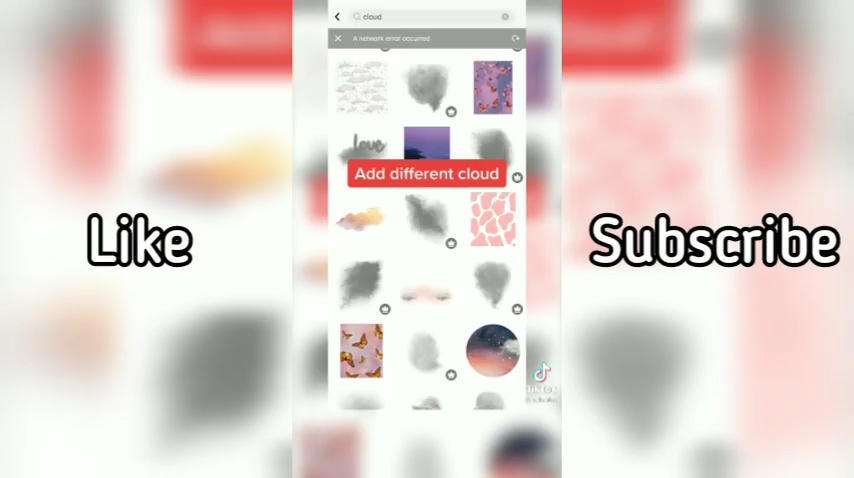 cloud
A network error occurred
love
Add different cloud
Like
Subscribe
TikTok